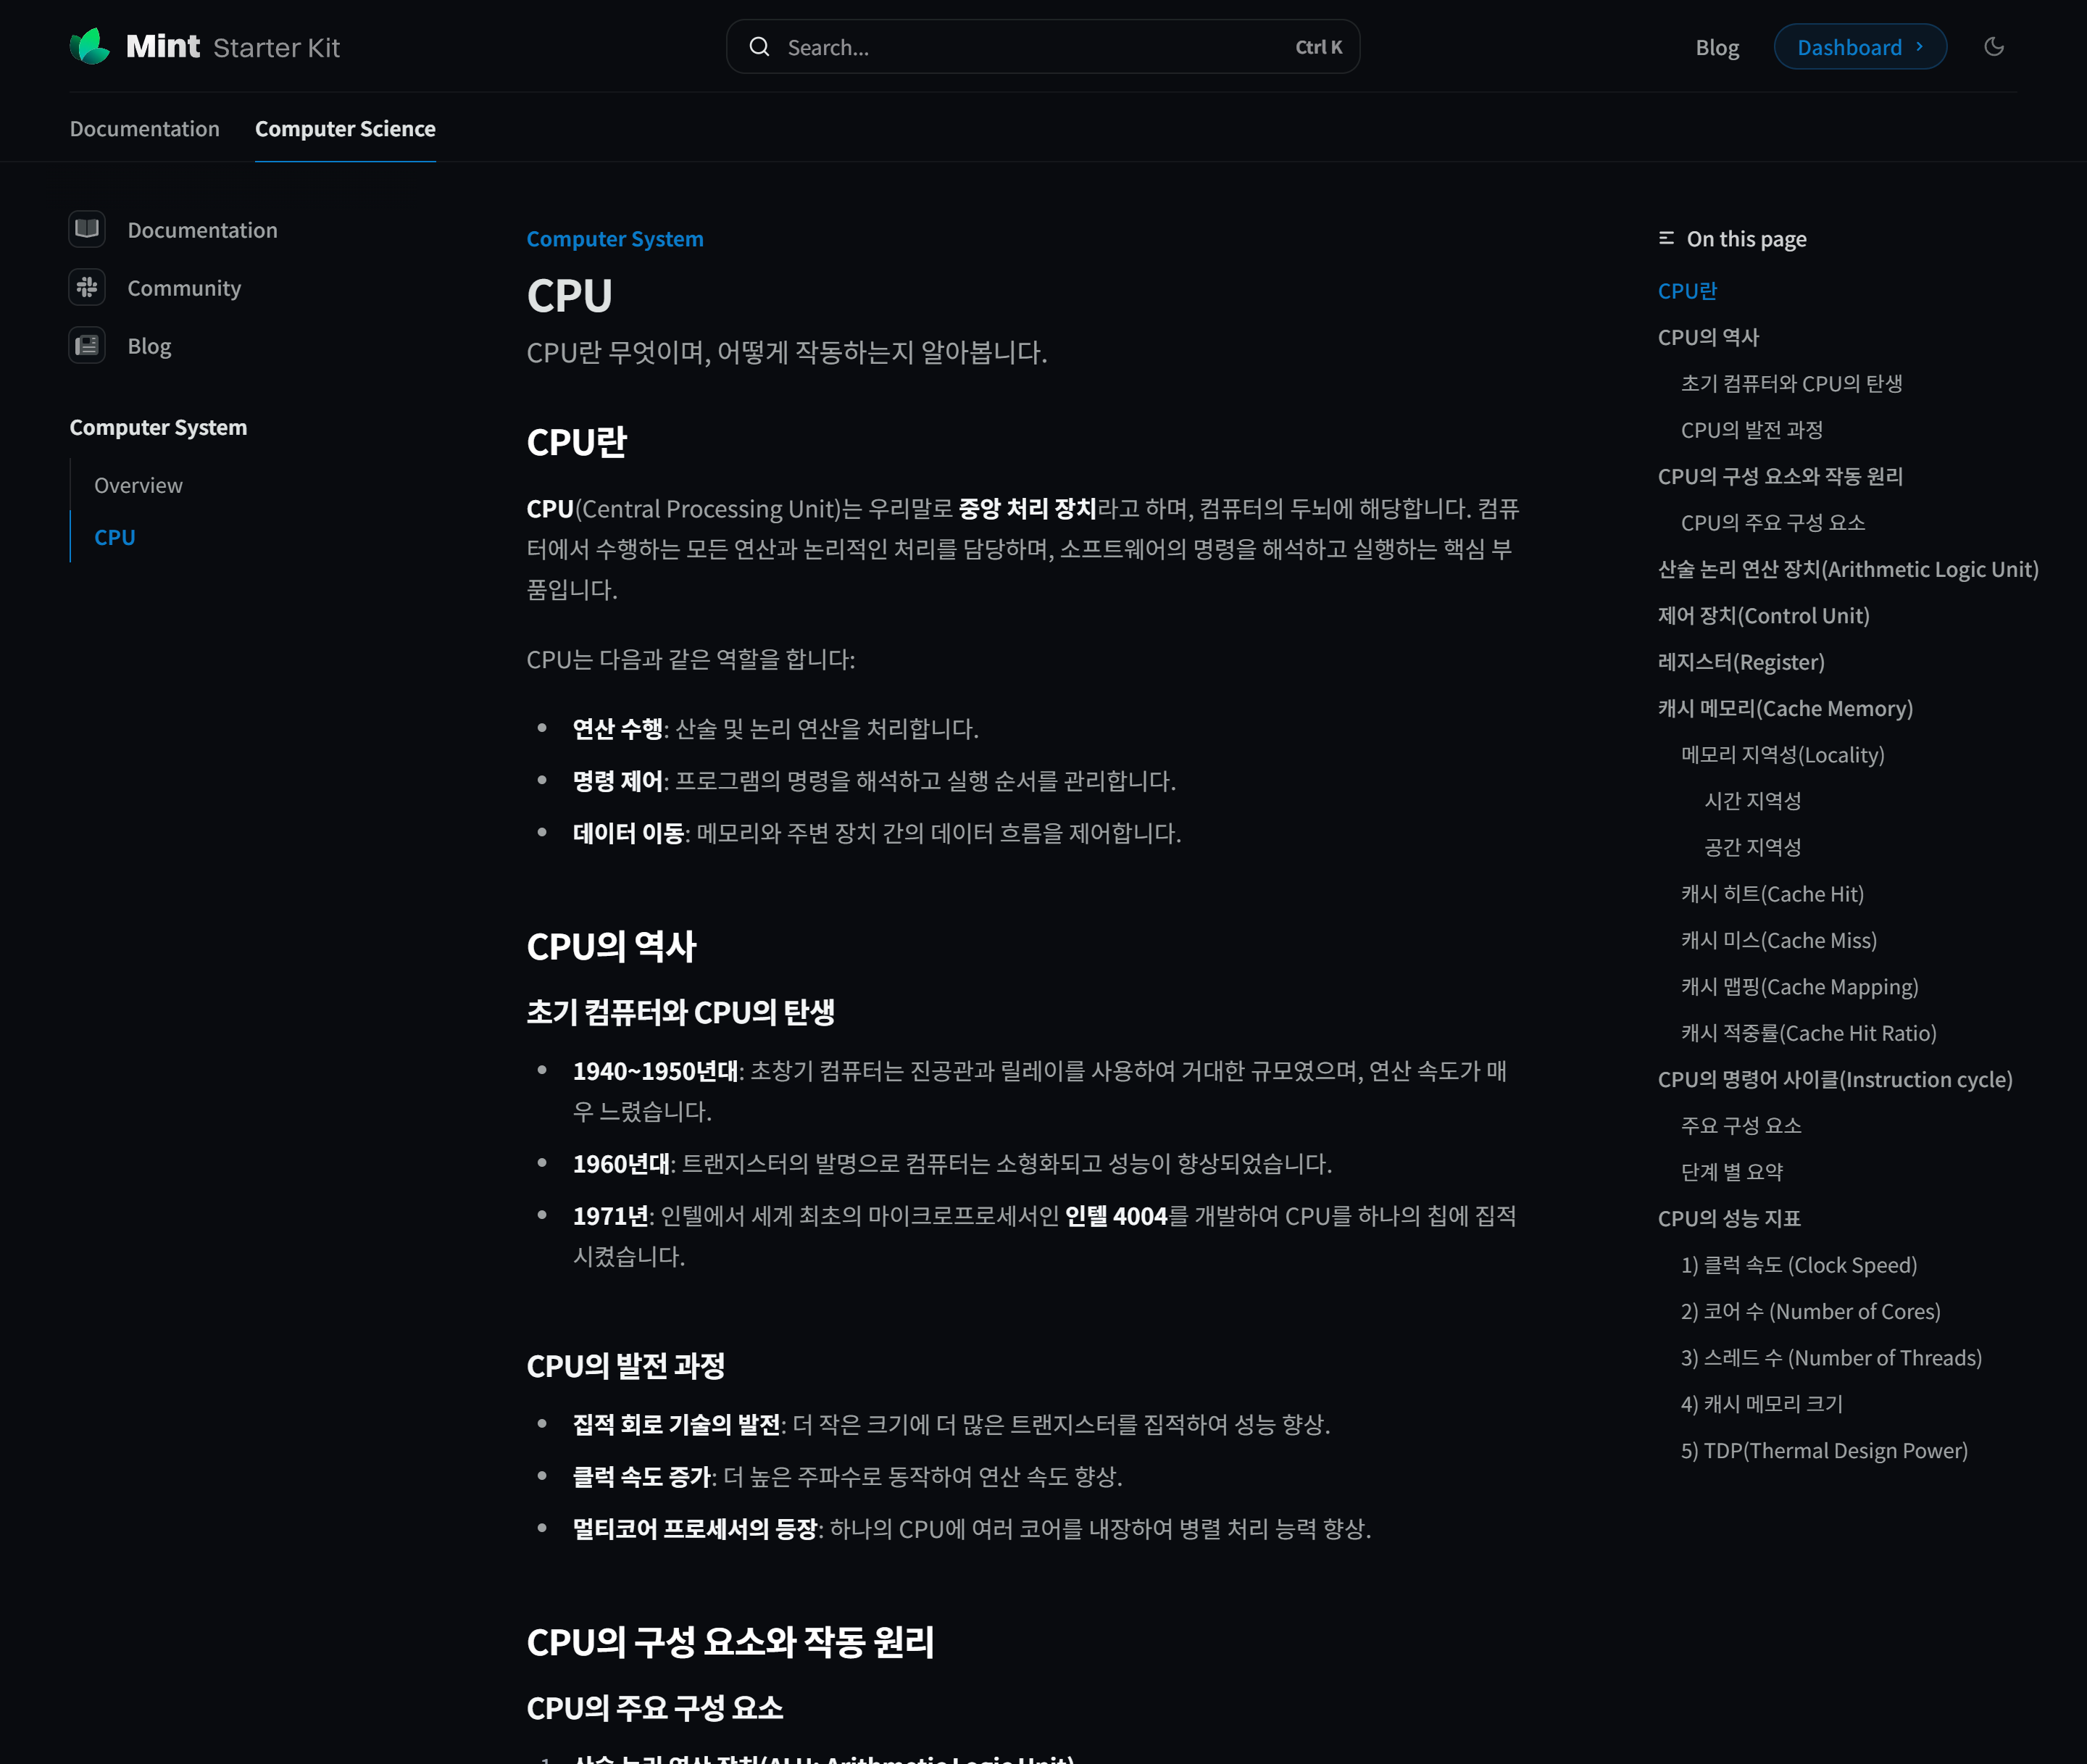 Mint Starter Kit
Search...
Ctrl K
Blog
Dashboard
Documentation
Computer Science
Documentation
Community
Blog
Computer System
Overview
CPU
Computer System
CPU
CPU란 무엇이며, 어떻게 작동하는지 알아봅니다.
CPU란
CPU(Central Processing Unit)는 우리말로 중앙 처리 장치라고 하며, 컴퓨터의 두뇌에 해당합니다. 컴퓨
터에서 수행하는 모든 연산과 논리적인 처리를 담당하며, 소프트웨어의 명령을 해석하고 실행하는 핵심 부
품입니다.
CPU는 다음과 같은 역할을 합니다:
연산 수행: 산술 및 논리 연산을 처리합니다.
명령 제어: 프로그램의 명령을 해석하고 실행 순서를 관리합니다.
데이터 이동: 메모리와 주변 장치 간의 데이터 흐름을 제어합니다.
CPU의 역사
초기 컴퓨터와 CPU의 탄생
1940~1950년대: 초창기 컴퓨터는 진공관과 릴레이를 사용하여 거대한 규모였으며, 연산 속도가 매
우 느렸습니다.
1960년대: 트랜지스터의 발명으로 컴퓨터는 소형화되고 성능이 향상되었습니다.
1971년: 인텔에서 세계 최초의 마이크로프로세서인 인텔 4004를 개발하여 CPU를 하나의 칩에 집적
시켰습니다.
CPU의 발전 과정
집적 회로 기술의 발전: 더 작은 크기에 더 많은 트랜지스터를 집적하여 성능 향상.
클럭 속도 증가: 더 높은 주파수로 동작하여 연산 속도 향상.
멀티코어 프로세서의 등장: 하나의 CPU에 여러 코어를 내장하여 병렬 처리 능력 향상.
CPU의 구성 요소와 작동 원리
CPU의 주요 구성 요소
1. 산술 논리 연산 장치(ALU: Arithmetic Logic Unit)
On this page
CPU란
CPU의 역사
초기 컴퓨터와 CPU의 탄생
CPU의 발전 과정
CPU의 구성 요소와 작동 원리
CPU의 주요 구성 요소
산술 논리 연산 장치(Arithmetic Logic Unit)
제어 장치(Control Unit)
레지스터(Register)
캐시 메모리(Cache Memory)
메모리 지역성(Locality)
시간 지역성
공간 지역성
캐시 히트(Cache Hit)
캐시 미스(Cache Miss)
캐시 맵핑(Cache Mapping)
캐시 적중률(Cache Hit Ratio)
CPU의 명령어 사이클(Instruction cycle)
주요 구성 요소
단계 별 요약
CPU의 성능 지표
1) 클럭 속도 (Clock Speed)
2) 코어 수 (Number of Cores)
3) 스레드 수 (Number of Threads)
4) 캐시 메모리 크기
5) TDP(Thermal Design Power)